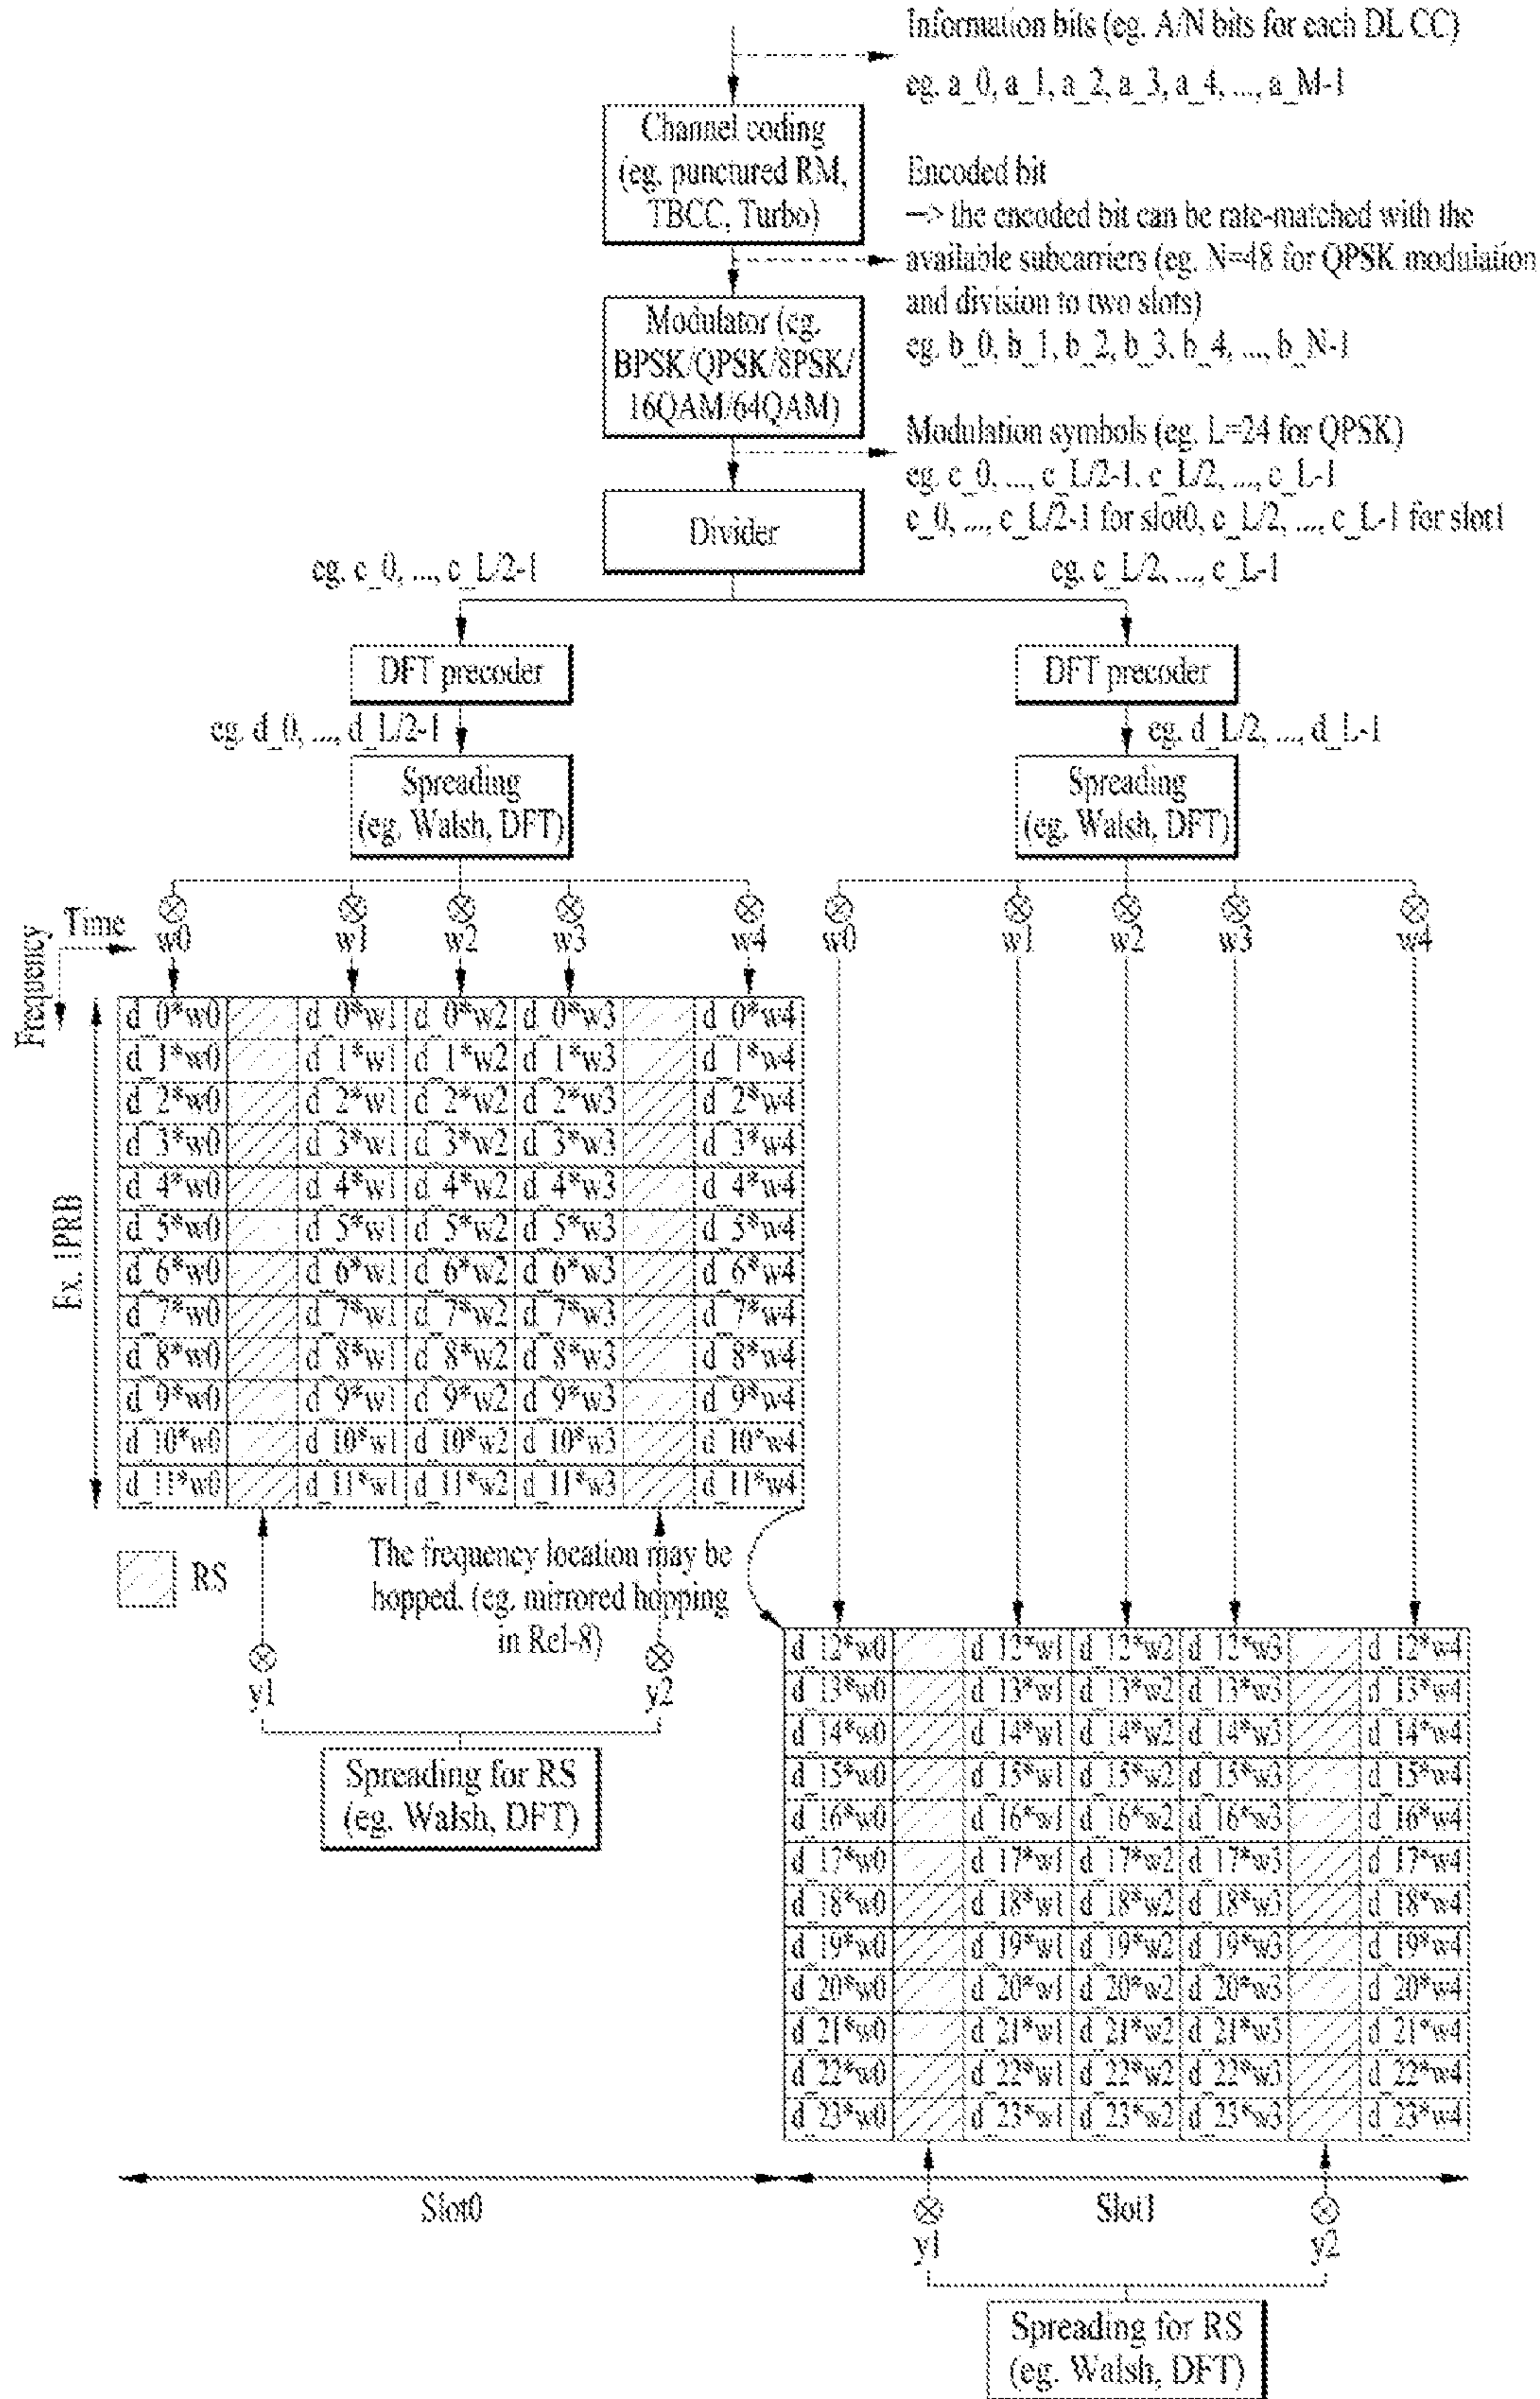 Information bits (eg. A/N bits for each DL CC)
eg. a_0, a_1, a_2, a_3, a_4, ..., a_M-1
Channel coding
(eg. punctured RM,
TBCC, Turbo)
Encoded bit
—> the encoded bit can be rate-matched with the
available subcarriers (eg. N=48 for QPSK modulation
and division to two slots)
eg. b_0, b_1, b_2, b_3, b_4, ..., b_N-1
Modulator (eg.
BPSK/QPSK/8PSK/
16QAM/64QAM)
Modulation symbols (eg. L=24 for QPSK)
eg. c_0, ..., c_L/2-1, c_L/2, ..., c_L-1
c_0, ..., c_L/2-1 for slot0, c_L/2, ..., c_L-1 for slot1
Divider
eg. c_0, ..., c_L/2-1
eg. c_L/2, ..., c_L-1
DFT precoder
DFT precoder
eg. d_0, ..., d_L/2-1
eg. d_L/2, ..., d_L-1
Spreading
(eg. Walsh, DFT)
Spreading
(eg. Walsh, DFT)
Time
Frequency
w0 w1 w2 w3 w4
w0 w1 w2 w3 w4
Ex. 1PRB
d_0*w0 d_0*w1 d_0*w2 d_0*w3 d_0*w4
d_1*w0 d_1*w1 d_1*w2 d_1*w3 d_1*w4
d_2*w0 d_2*w1 d_2*w2 d_2*w3 d_2*w4
d_3*w0 d_3*w1 d_3*w2 d_3*w3 d_3*w4
d_4*w0 d_4*w1 d_4*w2 d_4*w3 d_4*w4
d_5*w0 d_5*w1 d_5*w2 d_5*w3 d_5*w4
d_6*w0 d_6*w1 d_6*w2 d_6*w3 d_6*w4
d_7*w0 d_7*w1 d_7*w2 d_7*w3 d_7*w4
d_8*w0 d_8*w1 d_8*w2 d_8*w3 d_8*w4
d_9*w0 d_9*w1 d_9*w2 d_9*w3 d_9*w4
d_10*w0 d_10*w1 d_10*w2 d_10*w3 d_10*w4
d_11*w0 d_11*w1 d_11*w2 d_11*w3 d_11*w4
RS
The frequency location may be
hopped. (eg. mirrored hopping
in Rel-8)
y1 y2
Spreading for RS
(eg. Walsh, DFT)
d_12*w0 d_12*w1 d_12*w2 d_12*w3 d_12*w4
d_13*w0 d_13*w1 d_13*w2 d_13*w3 d_13*w4
d_14*w0 d_14*w1 d_14*w2 d_14*w3 d_14*w4
d_15*w0 d_15*w1 d_15*w2 d_15*w3 d_15*w4
d_16*w0 d_16*w1 d_16*w2 d_16*w3 d_16*w4
d_17*w0 d_17*w1 d_17*w2 d_17*w3 d_17*w4
d_18*w0 d_18*w1 d_18*w2 d_18*w3 d_18*w4
d_19*w0 d_19*w1 d_19*w2 d_19*w3 d_19*w4
d_20*w0 d_20*w1 d_20*w2 d_20*w3 d_20*w4
d_21*w0 d_21*w1 d_21*w2 d_21*w3 d_21*w4
d_22*w0 d_22*w1 d_22*w2 d_22*w3 d_22*w4
d_23*w0 d_23*w1 d_23*w2 d_23*w3 d_23*w4
Slot0
Slot1
y1 y2
Spreading for RS
(eg. Walsh, DFT)